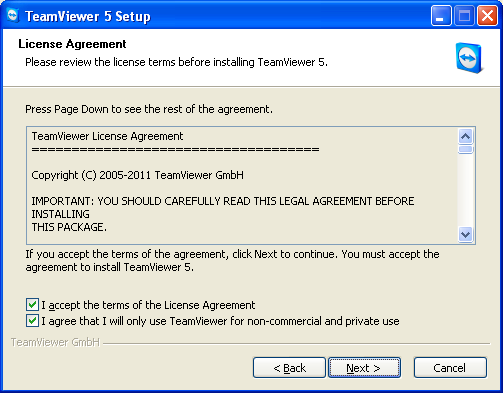 TeamViewer 5 Setup
License Agreement
Please review the license terms before installing TeamViewer 5.
Press Page Down to see the rest of the agreement.
TeamViewer License Agreement
====================================
Copyright (C) 2005-2011 TeamViewer GmbH
IMPORTANT: YOU SHOULD CAREFULLY READ THIS LEGAL AGREEMENT BEFORE
INSTALLING
THIS PACKAGE.
If you accept the terms of the agreement, click Next to continue. You must accept the
agreement to install TeamViewer 5.
I accept the terms of the License Agreement
I agree that I will only use TeamViewer for non-commercial and private use
TeamViewer GmbH
< Back Next > Cancel